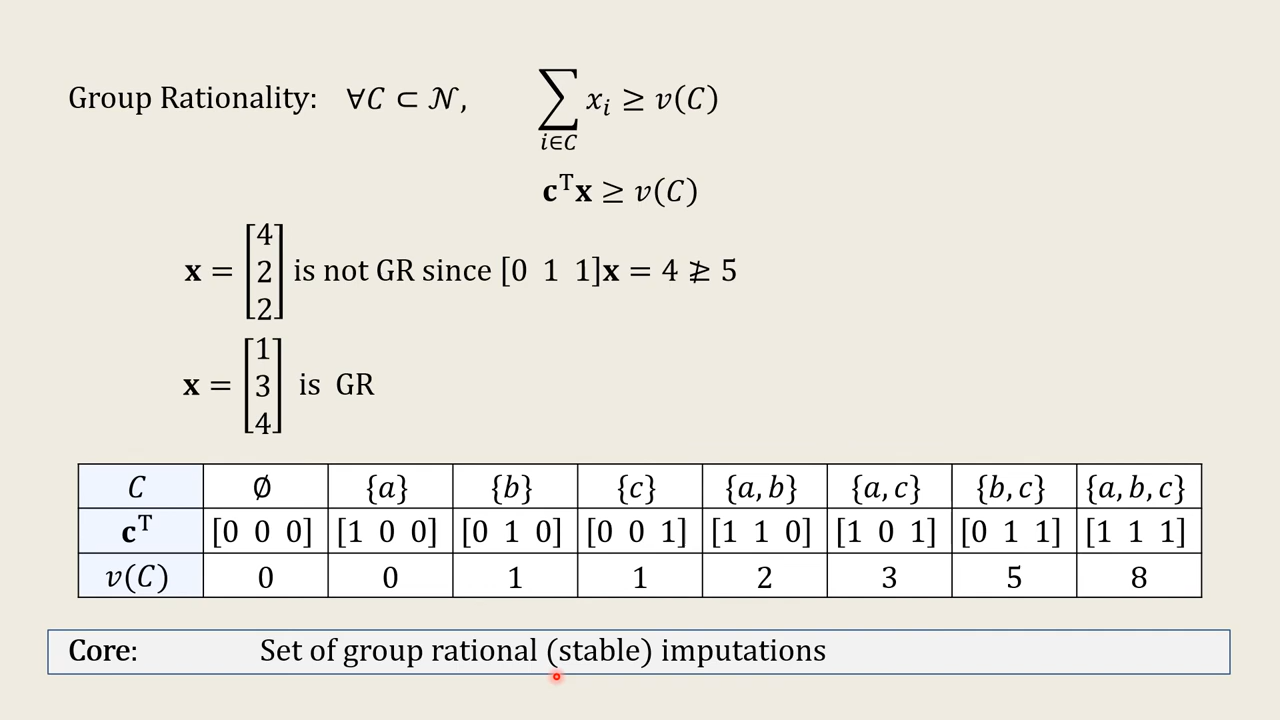 Group Rationality: ∀C ⊂ 𝒩, ∑ xᵢ ≥ v(C)
i∈C
𝐜ᵀ𝐱 ≥ v(C)
𝐱 = [4 2 2] is not GR since [0 1 1]𝐱 = 4 ≱ 5
𝐱 = [1 3 4] is GR
C ∅ {a} {b} {c} {a, b} {a, c} {b, c} {a, b, c}
𝐜ᵀ [0 0 0] [1 0 0] [0 1 0] [0 0 1] [1 1 0] [1 0 1] [0 1 1] [1 1 1]
v(C) 0 0 1 1 2 3 5 8
Core: Set of group rational (stable) imputations